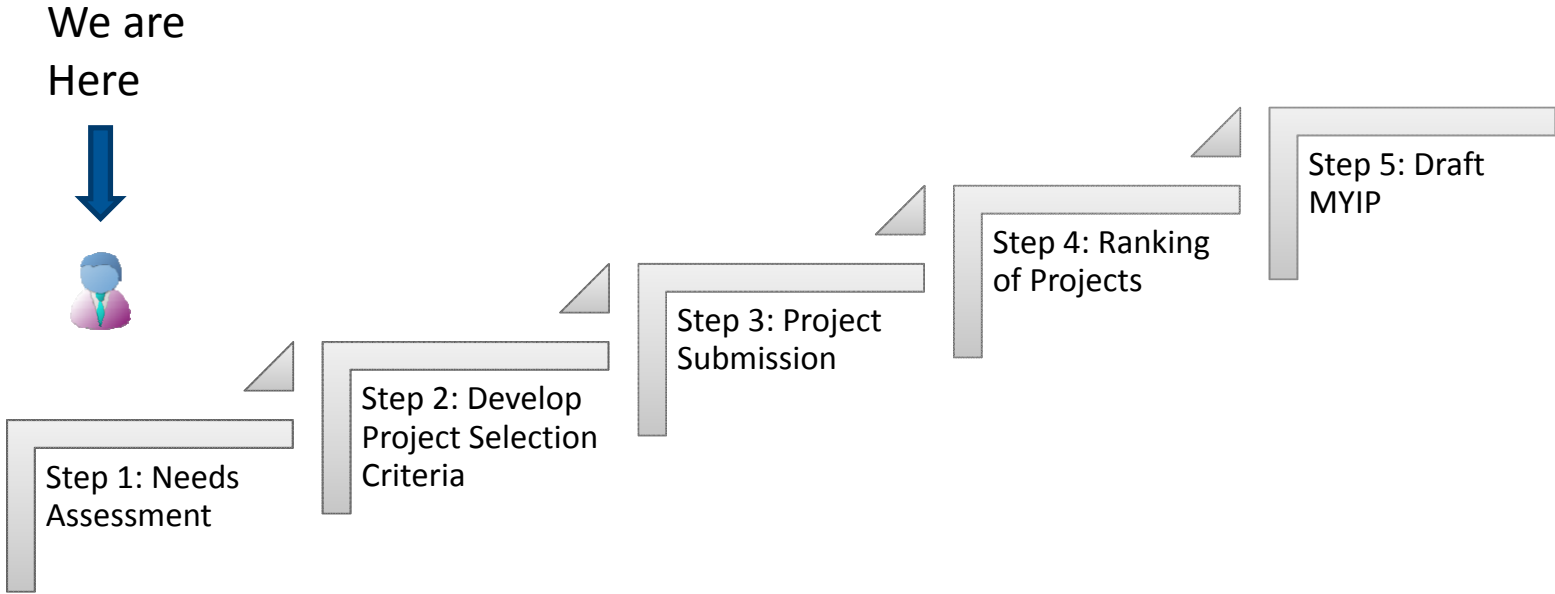 We are
Here
Step 1: Needs
Assessment
Step 2: Develop
Project Selection
Criteria
Step 3: Project
Submission
Step 4: Ranking
of Projects
Step 5: Draft
MYIP